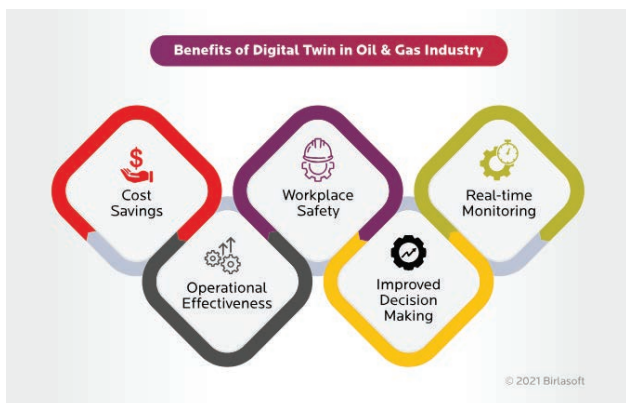 Benefits of Digital Twin in Oil & Gas Industry
$
Cost
Savings
Workplace
Safety
Real-time
Monitoring
Operational
Effectiveness
Improved
Decision
Making
© 2021 Birlasoft